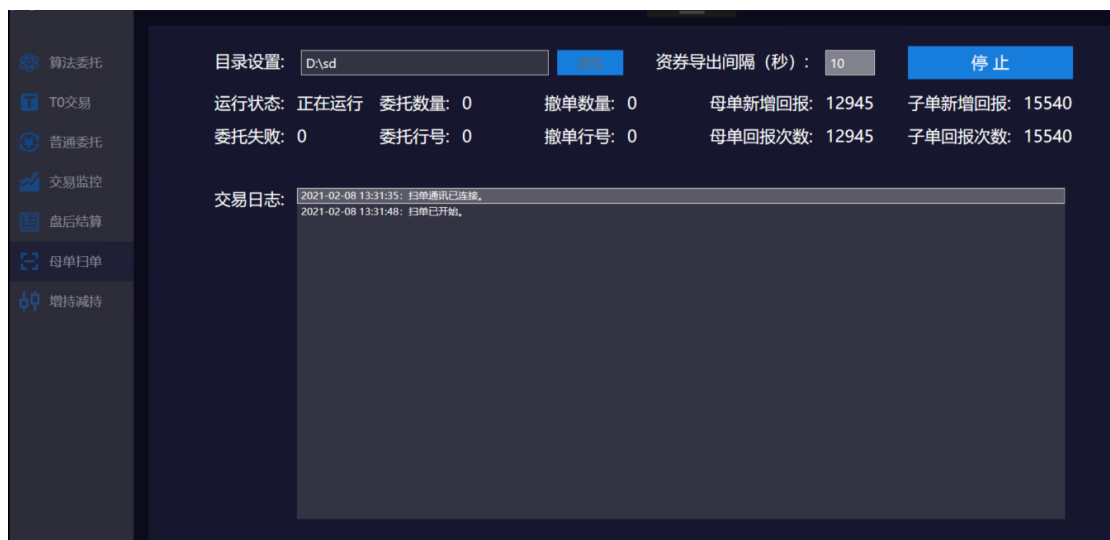 算法委托
T0交易
普通委托
交易监控
盘后结算
母单扫单
增持减持
目录设置: D:\sd 资券导出间隔（秒）: 10 停止
运行状态: 正在运行 委托数量: 0 撤单数量: 0 母单新增回报: 12945 子单新增回报: 15540
委托失败: 0 委托行号: 0 撤单行号: 0 母单回报次数: 12945 子单回报次数: 15540
交易日志: 2021-02-08 13:31:35: 扫单通讯已连接。
2021-02-08 13:31:48: 扫单已开始。